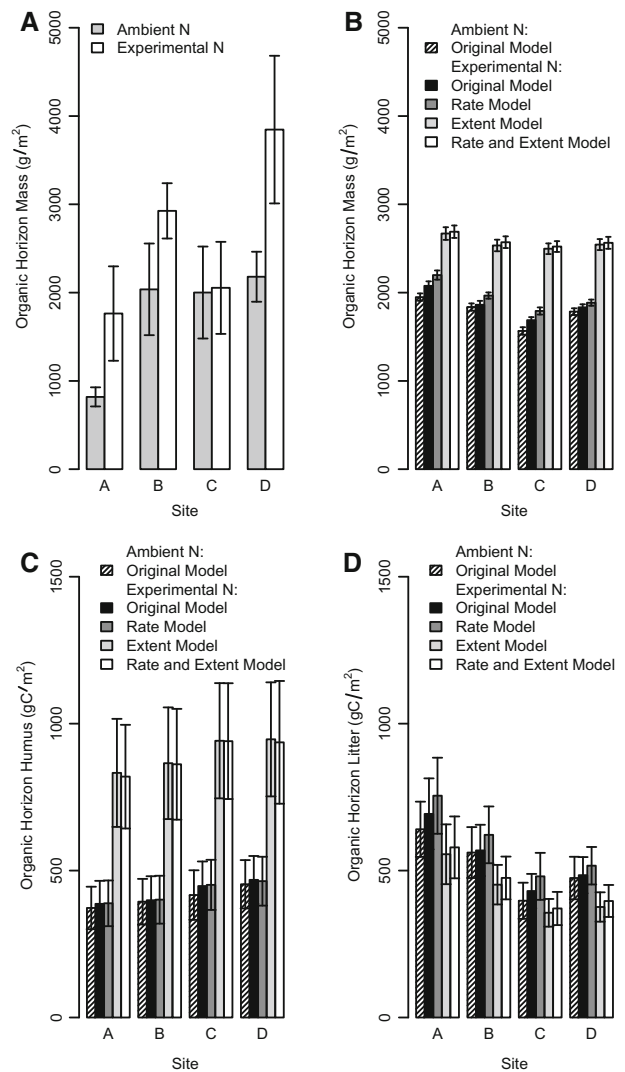 A
Ambient N
Experimental N
Organic Horizon Mass (g/m²)
0
1000
2000
3000
4000
5000
A
B
C
D
Site
B
Ambient N:
Original Model
Experimental N:
Original Model
Rate Model
Extent Model
Rate and Extent Model
Organic Horizon Mass (g/m²)
0
1000
2000
3000
4000
5000
A
B
C
D
Site
C
Ambient N:
Original Model
Experimental N:
Original Model
Rate Model
Extent Model
Rate and Extent Model
Organic Horizon Humus (gC/m²)
0
500
1000
1500
A
B
C
D
Site
D
Ambient N:
Original Model
Experimental N:
Original Model
Rate Model
Extent Model
Rate and Extent Model
Organic Horizon Litter (gC/m²)
0
500
1000
1500
A
B
C
D
Site